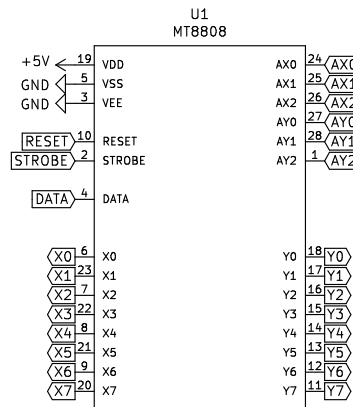 U1
MT8808
+5V 19 VDD AX0 24 AX0
GND 5 VSS AX1 25 AX1
GND 3 VEE AX2 26 AX2
AY0 27 AY0
RESET 10 RESET AY1 28 AY1
STROBE 2 STROBE AY2 1 AY2
DATA 4 DATA
X0 6 X0 Y0 18 Y0
X1 23 X1 Y1 17 Y1
X2 7 X2 Y2 16 Y2
X3 22 X3 Y3 15 Y3
X4 8 X4 Y4 14 Y4
X5 21 X5 Y5 13 Y5
X6 9 X6 Y6 12 Y6
X7 20 X7 Y7 11 Y7